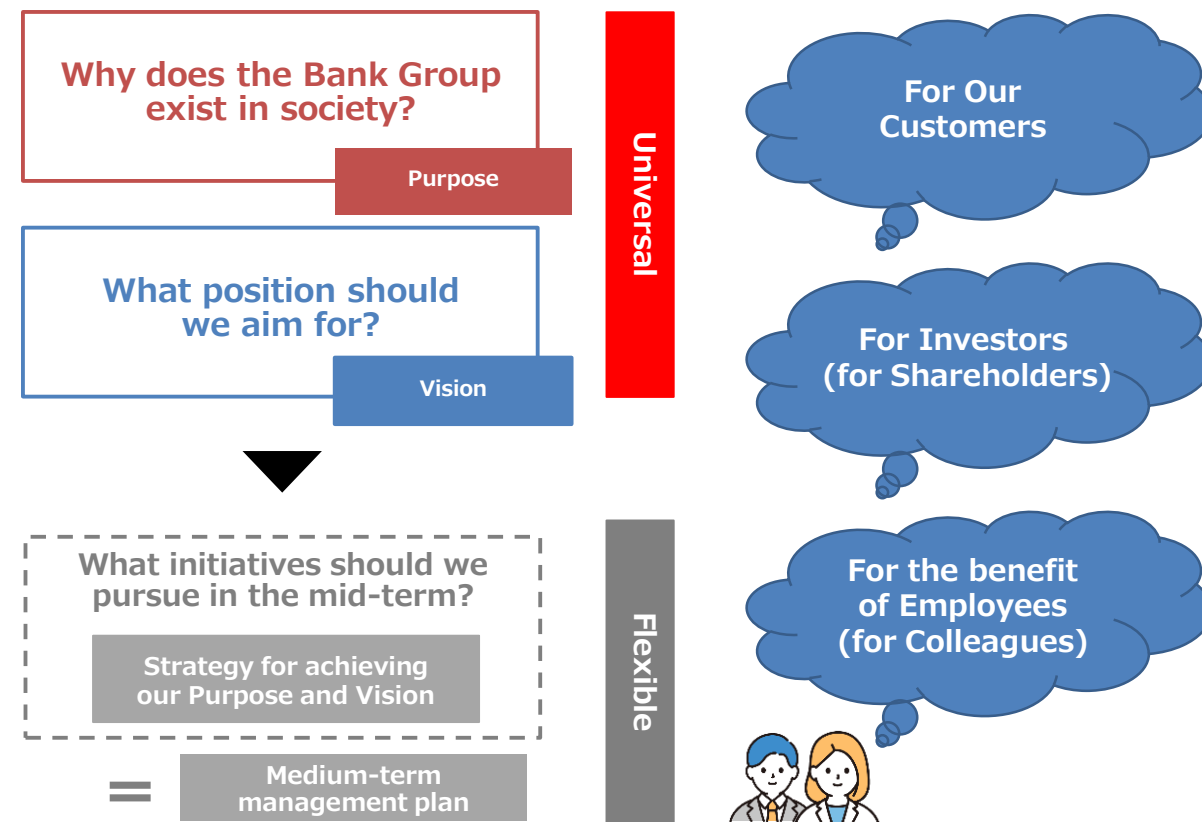 Why does the Bank Group
exist in society?
Purpose
What position should
we aim for?
Vision
Universal
What initiatives should we
pursue in the mid-term?
Strategy for achieving
our Purpose and Vision
=
Medium-term
management plan
Flexible
For Our
Customers
For Investors
(for Shareholders)
For the benefit
of Employees
(for Colleagues)